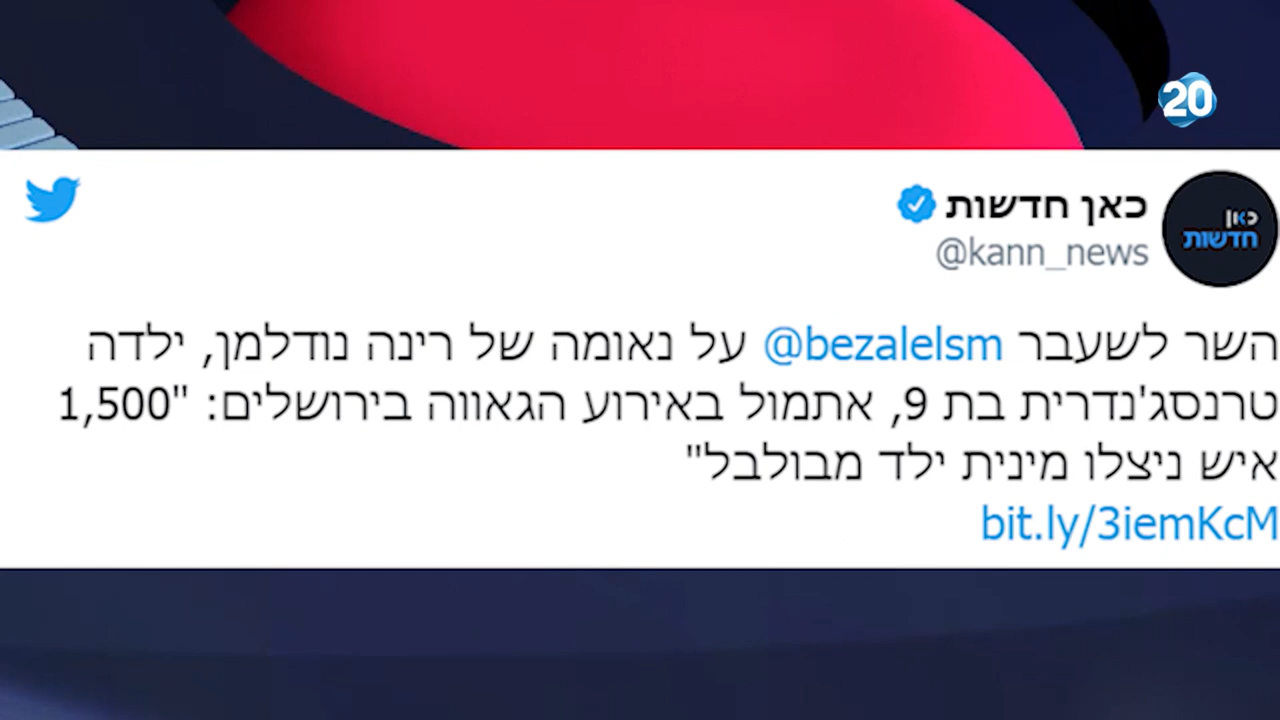 20
כאן חדשות
כאן
חדשות
@kann_news
השר לשעבר @bezalelsm על נאומה של רינה נודלמן, ילדה
טרנסג'נדרית בת 9, אתמול באירוע הגאווה בירושלים: "1,500
איש ניצלו מינית ילד מבולבל"
bit.ly/3iemKcM